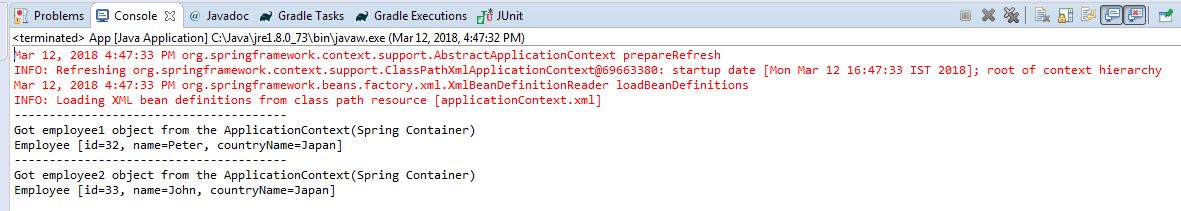 Problems Console Javadoc Gradle Tasks Gradle Executions JUnit
<terminated> App [Java Application] C:\Java\jre1.8.0_73\bin\javaw.exe (Mar 12, 2018, 4:47:32 PM)
Mar 12, 2018 4:47:33 PM org.springframework.context.support.AbstractApplicationContext prepareRefresh
INFO: Refreshing org.springframework.context.support.ClassPathXmlApplicationContext@69663380: startup date [Mon Mar 12 16:47:33 IST 2018]; root of context hierarchy
Mar 12, 2018 4:47:33 PM org.springframework.beans.factory.xml.XmlBeanDefinitionReader loadBeanDefinitions
INFO: Loading XML bean definitions from class path resource [applicationContext.xml]
-------------------------------------
Got employee1 object from the ApplicationContext(Spring Container)
Employee [id=32, name=Peter, countryName=Japan]
-------------------------------------
Got employee2 object from the ApplicationContext(Spring Container)
Employee [id=33, name=John, countryName=Japan]